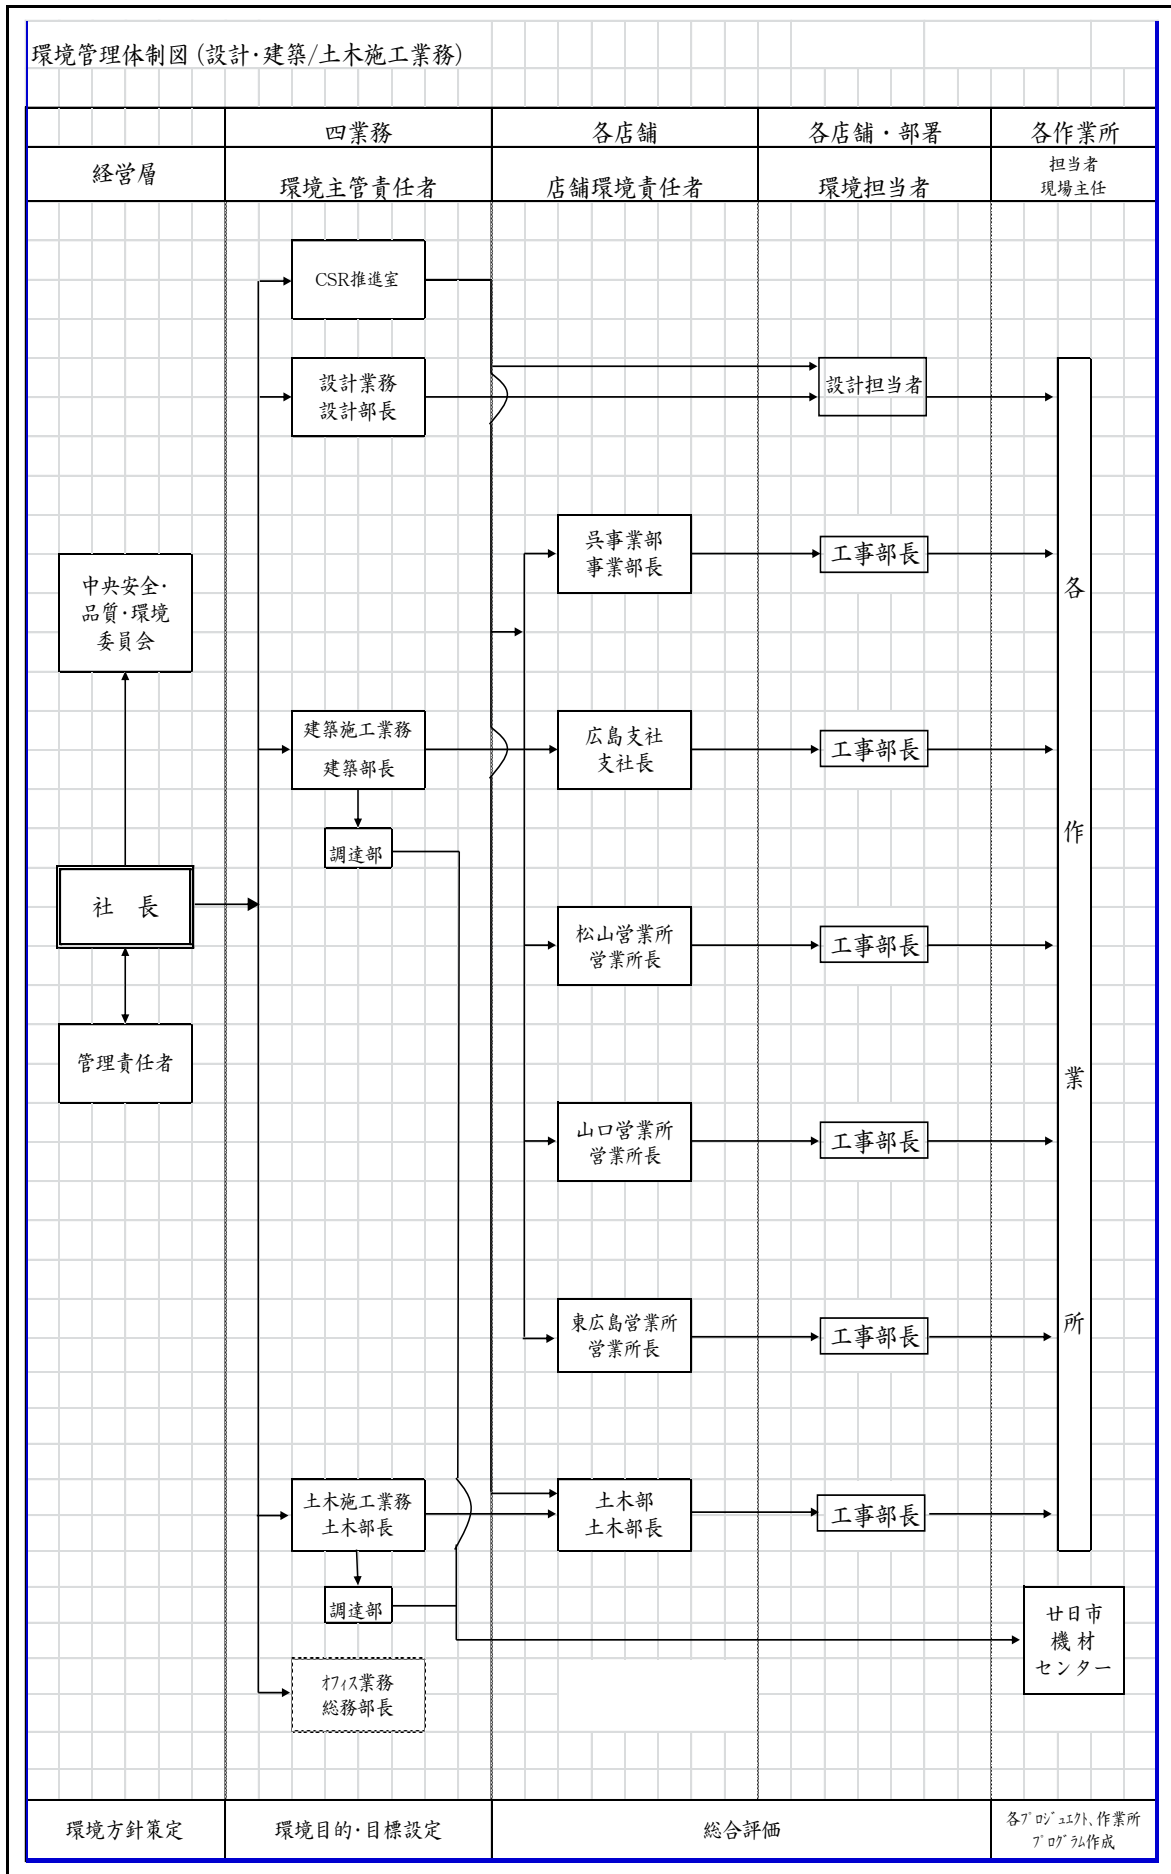 環境管理体制図(設計・建築/土木施工業務)
四業務
各店舗
各店舗・部署
各作業所
経営層
環境主管責任者
店舗環境責任者
環境担当者
担当者
現場主任
CSR推進室
設計業務
設計部長
設計担当者
呉事業部
事業部長
工事部長
中央安全・
品質・環境
委員会
建築施工業務
建築部長
広島支社
支社長
工事部長
調達部
社 長
松山営業所
営業所長
工事部長
管理責任者
山口営業所
営業所長
工事部長
東広島営業所
営業所長
工事部長
各
作
業
所
土木施工業務
土木部長
土木部
土木部長
工事部長
調達部
廿日市
機材
センター
ｵﾌｨｽ業務
総務部長
環境方針策定
環境目的・目標設定
総合評価
各ﾌﾟﾛｼﾞｭｴｸﾄ、作業所
ﾌﾟﾛｸﾞﾗﾑ作成